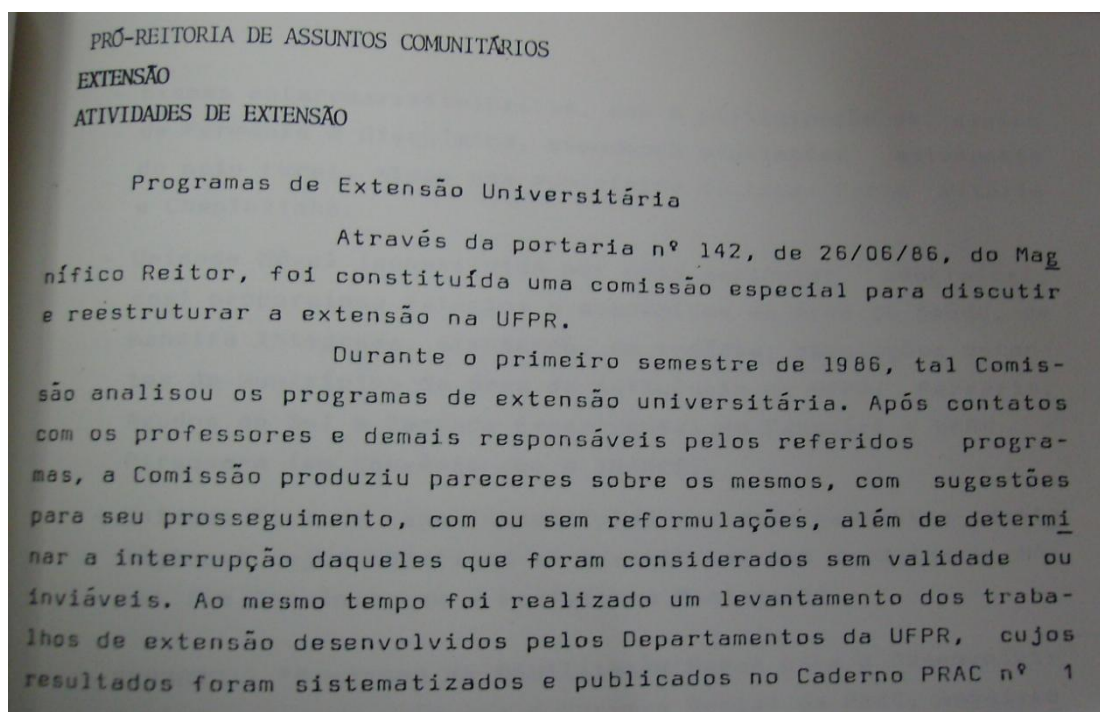 PRÓ-REITORIA DE ASSUNTOS COMUNITÁRIOS
EXTENSÃO
ATIVIDADES DE EXTENSÃO
Programas de Extensão Universitária
Através da portaria nº 142, de 26/06/86, do Mag
nífico Reitor, foi constituída uma comissão especial para discutir
e reestruturar a extensão na UFPR.
Durante o primeiro semestre de 1986, tal Comis-
são analisou os programas de extensão universitária. Após contatos
com os professores e demais responsáveis pelos referidos progra-
mas, a Comissão produziu pareceres sobre os mesmos, com sugestões
para seu prosseguimento, com ou sem reformulações, além de determi
nar a interrupção daqueles que foram considerados sem validade ou
inviáveis. Ao mesmo tempo foi realizado um levantamento dos traba-
lhos de extensão desenvolvidos pelos Departamentos da UFPR, cujos
resultados foram sistematizados e publicados no Caderno PRAC nº 1